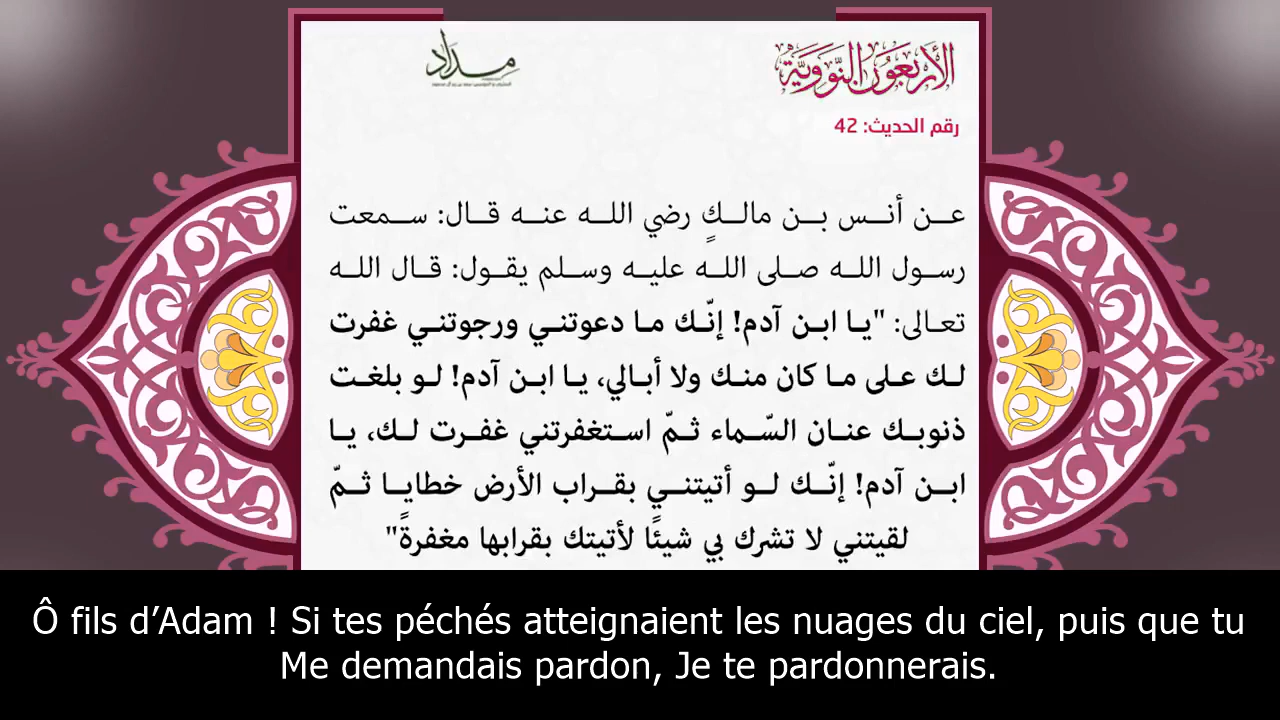 الأربعون النّوويّة
مداد
رقم الحديث: 42
عن أنس بن مالكٍ رضي الله عنه قال: سمعت
رسول الله صلى الله عليه وسلم يقول: قال الله
تعالى: "يا ابن آدم! إنّك ما دعوتني ورجوتني غفرت
لك على ما كان منك ولا أبالي، يا ابن آدم! لو بلغت
ذنوبك عنان السّماء ثمّ استغفرتني غفرت لك، يا
ابن آدم! إنّك لو أتيتني بقراب الأرض خطايا ثمّ
لقيتني لا تشرك بي شيئًا لأتيتك بقرابها مغفرةً"
Ô fils d’Adam ! Si tes péchés atteignaient les nuages du ciel, puis que tu
Me demandais pardon, Je te pardonnerais.